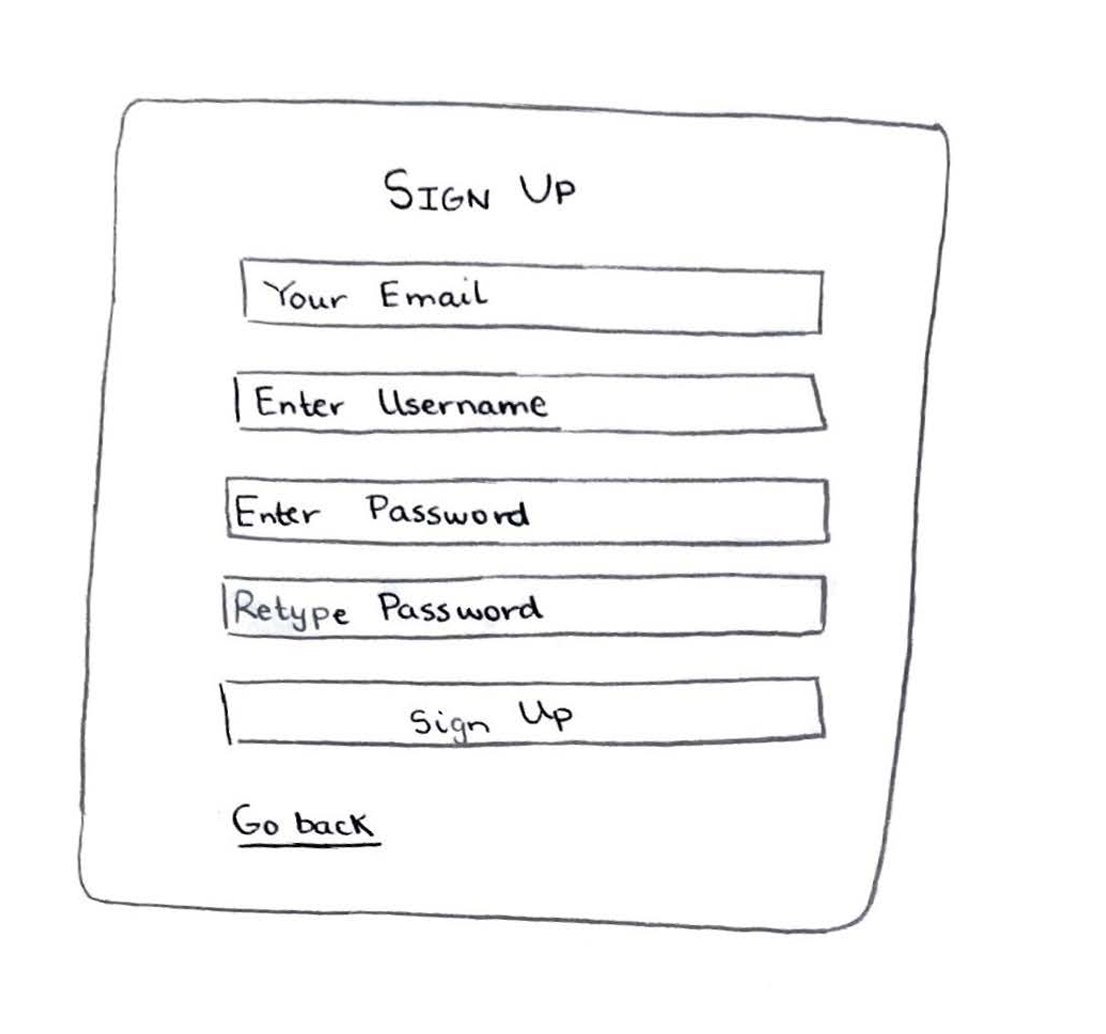 SIGN UP
Your Email
Enter Username
Enter Password
Retype Password
Sign Up
Go back